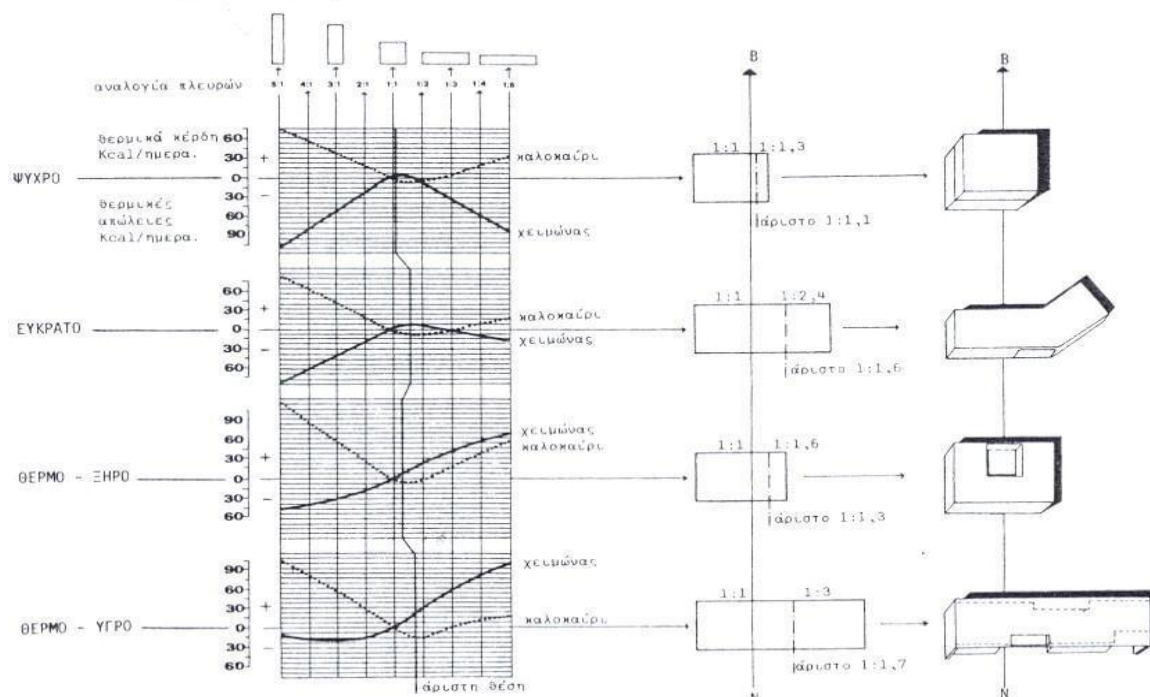 αναλογία πλευρών
5:1 4:1 3:1 2:1 1:1 1:2 1:3 1:4 1:5
ΨΥΧΡΟ
θερμικά κέρδη
Kcal/ημερα.
θερμικές
απώλειες
Kcal/ημερα.
60
30
0
30
60
90
+
−
καλοκαίρι
χειμώνας
Β
1:1 1:1,3
άριστο 1:1,1
Β
ΕΥΚΡΑΤΟ
60
30
0
30
60
+
−
καλοκαίρι
χειμώνας
1:1 1:2,4
άριστο 1:1,6
ΘΕΡΜΟ - ΞΗΡΟ
90
60
30
0
30
60
+
−
χειμώνας
καλοκαίρι
1:1 1:1,6
άριστο 1:1,3
ΘΕΡΜΟ - ΥΓΡΟ
90
60
30
0
30
60
+
−
χειμώνας
καλοκαίρι
1:1 1:3
άριστο 1:1,7
άριστη θέση
Ν
Ν